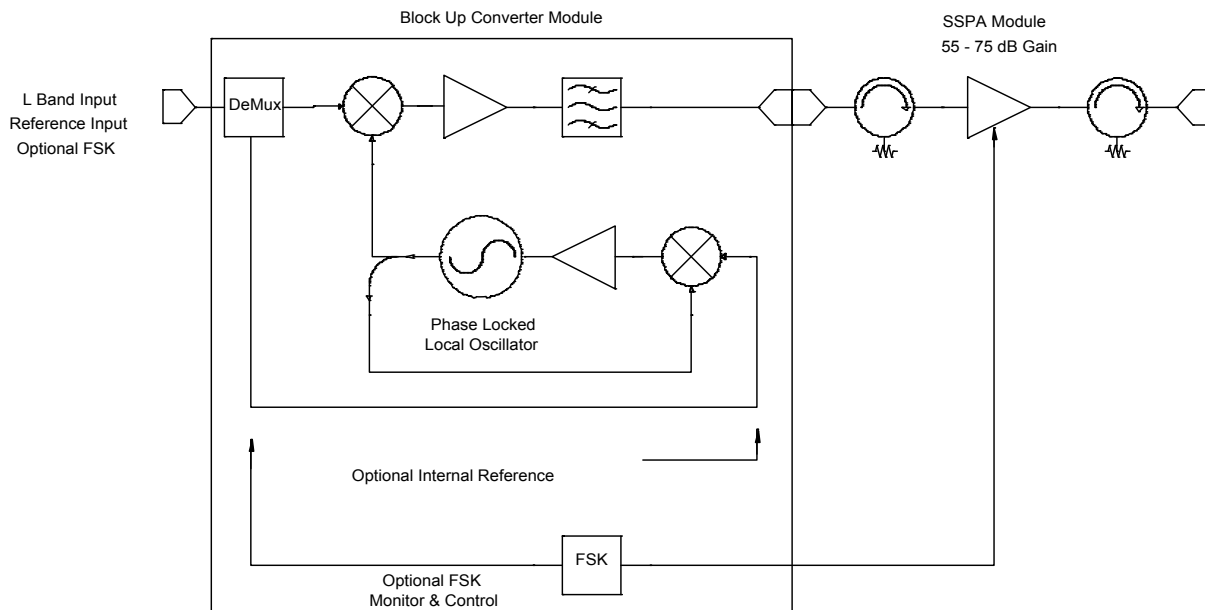 Block Up Converter Module
SSPA Module
55 - 75 dB Gain
L Band Input
Reference Input
Optional FSK
DeMux
Phase Locked
Local Oscillator
Optional Internal Reference
FSK
Optional FSK
Monitor & Control